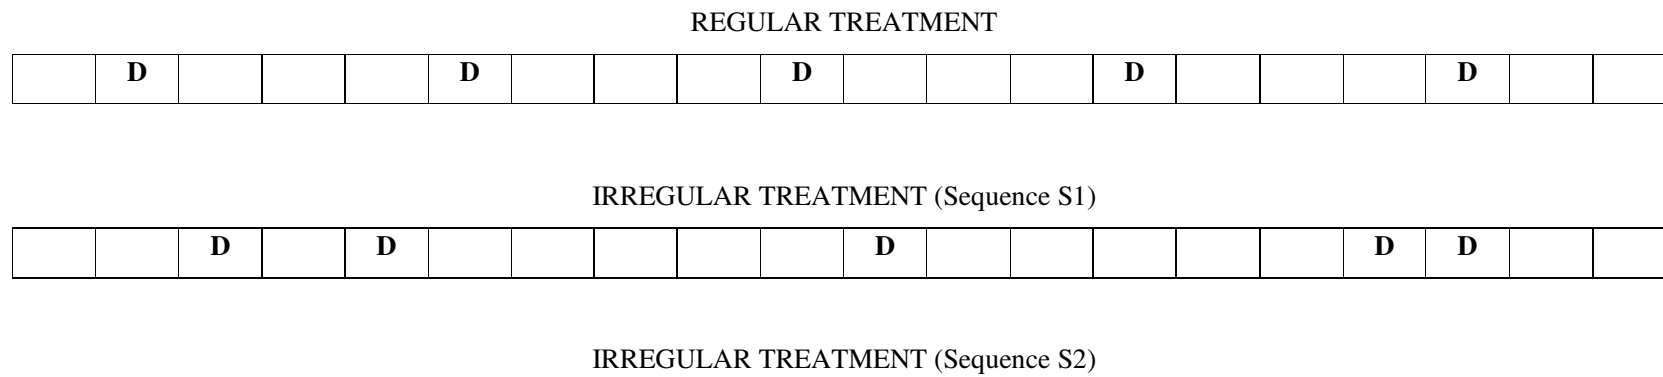 REGULAR TREATMENT
D D D D D
IRREGULAR TREATMENT (Sequence S1)
D D D D D
IRREGULAR TREATMENT (Sequence S2)